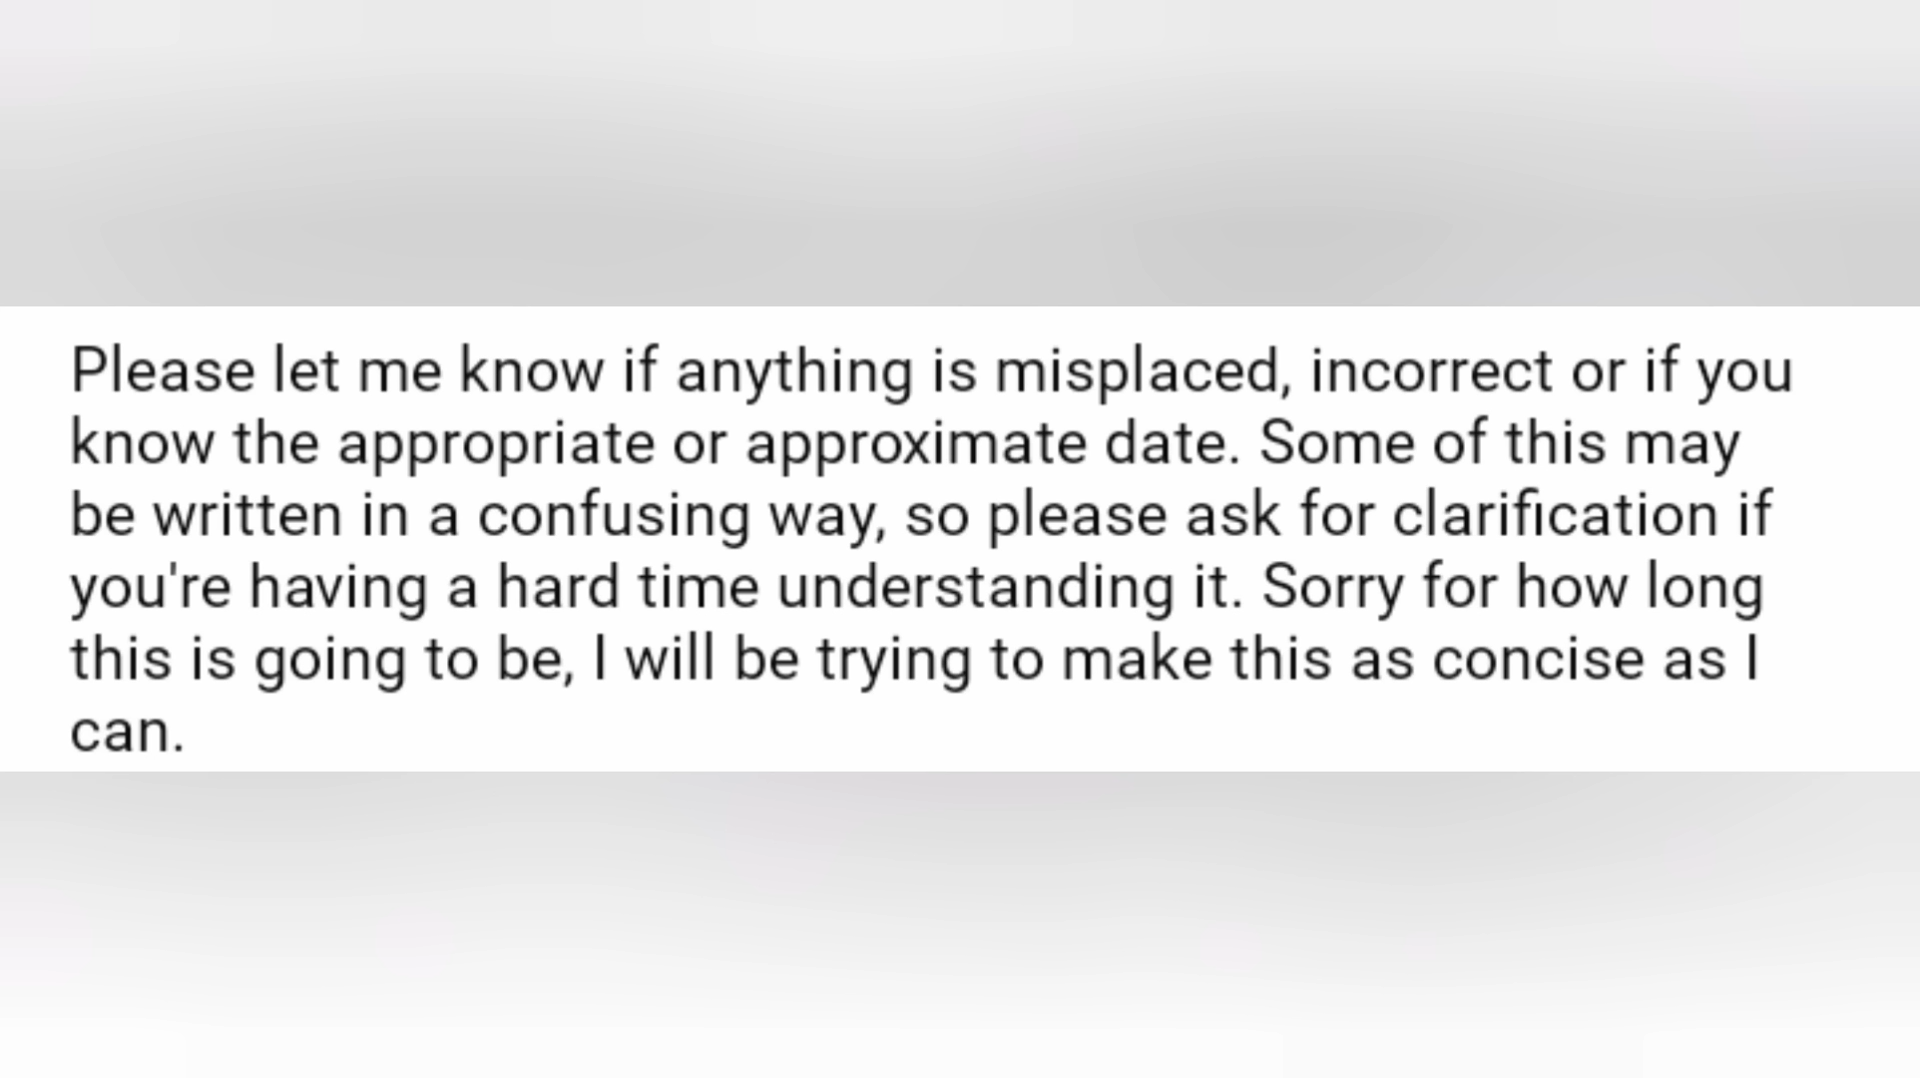 Please let me know if anything is misplaced, incorrect or if you
know the appropriate or approximate date. Some of this may
be written in a confusing way, so please ask for clarification if
you're having a hard time understanding it. Sorry for how long
this is going to be, I will be trying to make this as concise as I
can.